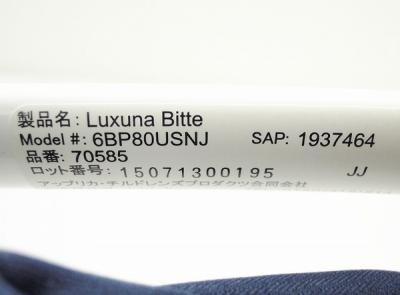 製品名: Luxuna Bitte
Model #: 6BP80USNJ SAP: 1937464
品番: 70585
ロット番号: 15071300195 JJ
アップリカ・チルドレンズプロダクツ合同会社